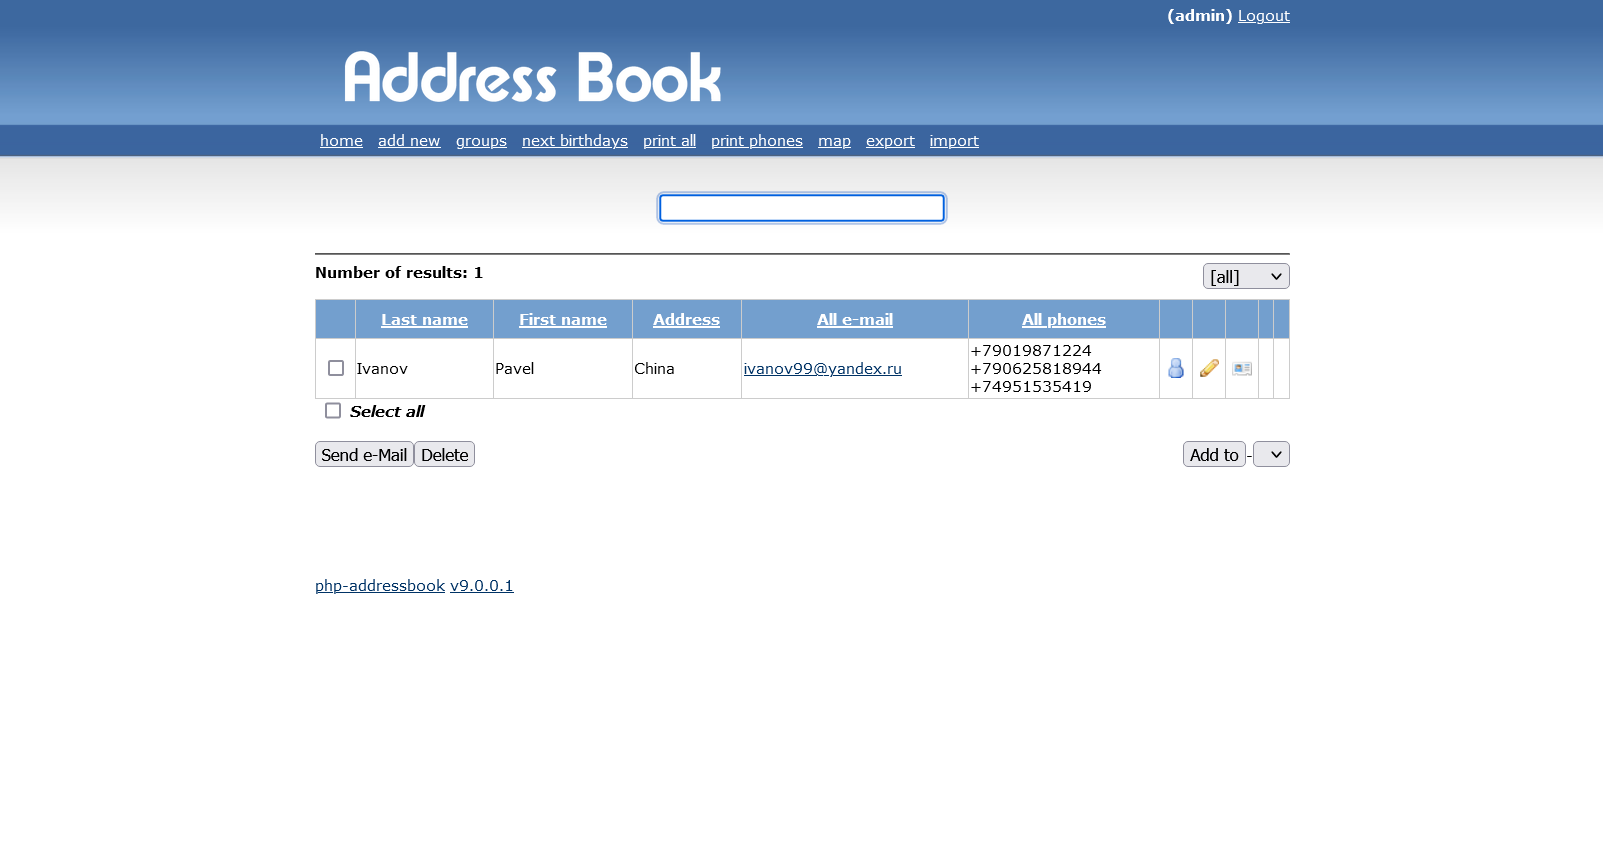 (admin) Logout
Address Book
home add new groups next birthdays print all print phones map export import
Number of results: 1
[all]
Last name First name Address All e-mail All phones
Ivanov Pavel China ivanov99@yandex.ru +79019871224
+790625818944
+74951535419
Select all
Send e-Mail Delete Add to -
php-addressbook v9.0.0.1